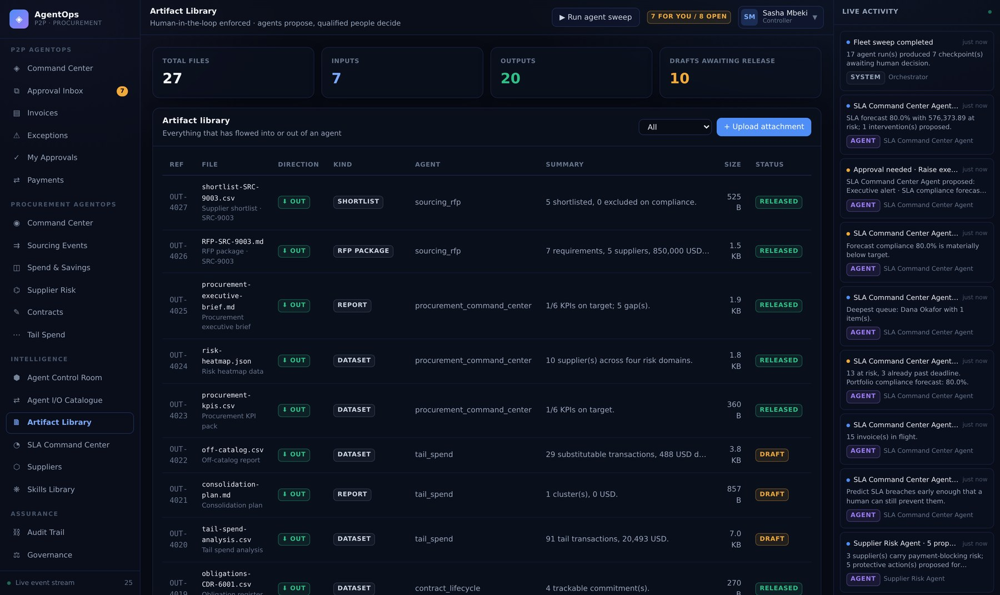 AgentOps
P2P · PROCUREMENT
P2P AGENTOPS
Command Center
Approval Inbox
7
Invoices
Exceptions
My Approvals
Payments
PROCUREMENT AGENTOPS
Command Center
Sourcing Events
Spend & Savings
Supplier Risk
Contracts
Tail Spend
INTELLIGENCE
Agent Control Room
Agent I/O Catalogue
Artifact Library
SLA Command Center
Suppliers
Skills Library
ASSURANCE
Audit Trail
Governance
Live event stream 25
Artifact Library
Human-in-the-loop enforced · agents propose, qualified people decide
▶ Run agent sweep
7 FOR YOU / 8 OPEN
SM
Sasha Mbeki
Controller
TOTAL FILES
27
INPUTS
7
OUTPUTS
20
DRAFTS AWAITING RELEASE
10
Artifact library
Everything that has flowed into or out of an agent
All
+ Upload attachment
REF FILE DIRECTION KIND AGENT SUMMARY SIZE STATUS
OUT-
4027
shortlist-SRC-
9003.csv
Supplier shortlist ·
SRC-9003
⬇ OUT
SHORTLIST
sourcing_rfp
5 shortlisted, 0 excluded on compliance.
525
B
RELEASED
OUT-
4026
RFP-SRC-9003.md
RFP package ·
SRC-9003
⬇ OUT
RFP PACKAGE
sourcing_rfp
7 requirements, 5 suppliers, 850,000 USD…
1.5
KB
RELEASED
OUT-
4025
procurement-
executive-
brief.md
Procurement
executive brief
⬇ OUT
REPORT
procurement_command_center
1/6 KPIs on target; 5 gap(s).
1.9
KB
RELEASED
OUT-
4024
risk-
heatmap.json
Risk heatmap data
⬇ OUT
DATASET
procurement_command_center
10 supplier(s) across four risk domains.
1.8
KB
RELEASED
OUT-
4023
procurement-
kpis.csv
Procurement KPI
pack
⬇ OUT
DATASET
procurement_command_center
1/6 KPIs on target.
360
B
RELEASED
OUT-
4022
off-catalog.csv
Off-catalog report
⬇ OUT
DATASET
tail_spend
29 substitutable transactions, 488 USD d…
3.8
KB
DRAFT
OUT-
4021
consolidation-
plan.md
Consolidation plan
⬇ OUT
REPORT
tail_spend
1 cluster(s), 0 USD.
857
B
DRAFT
OUT-
4020
tail-spend-
analysis.csv
Tail spend analysis
⬇ OUT
DATASET
tail_spend
91 tail transactions, 20,493 USD.
7.0
KB
DRAFT
OUT-
4019
obligations-
CDR-6001.csv
Obligation register
⬇ OUT
DATASET
contract_lifecycle
4 trackable commitment(s).
270
B
RELEASED
LIVE ACTIVITY
Fleet sweep completed just now
17 agent run(s) produced 7 checkpoint(s)
awaiting human decision.
SYSTEM Orchestrator
SLA Command Center Agent… just now
SLA forecast 80.0% with 576,373.89 at
risk; 1 intervention(s) proposed.
AGENT SLA Command Center Agent
Approval needed · Raise exe… just now
SLA Command Center Agent proposed:
Executive alert · SLA compliance forecas…
AGENT SLA Command Center Agent
SLA Command Center Agent… just now
Forecast compliance 80.0% is materially
below target.
AGENT SLA Command Center Agent
SLA Command Center Agent… just now
Deepest queue: Dana Okafor with 1
item(s).
AGENT SLA Command Center Agent
SLA Command Center Agent… just now
13 at risk, 3 already past deadline.
Portfolio compliance forecast: 80.0%.
AGENT SLA Command Center Agent
SLA Command Center Agent… just now
15 invoice(s) in flight.
AGENT SLA Command Center Agent
SLA Command Center Agent… just now
Predict SLA breaches early enough that a
human can still prevent them.
AGENT SLA Command Center Agent
Supplier Risk Agent · 5 prop… just now
3 supplier(s) carry payment-blocking risk;
5 protective action(s) proposed for…
AGENT Supplier Risk Agent